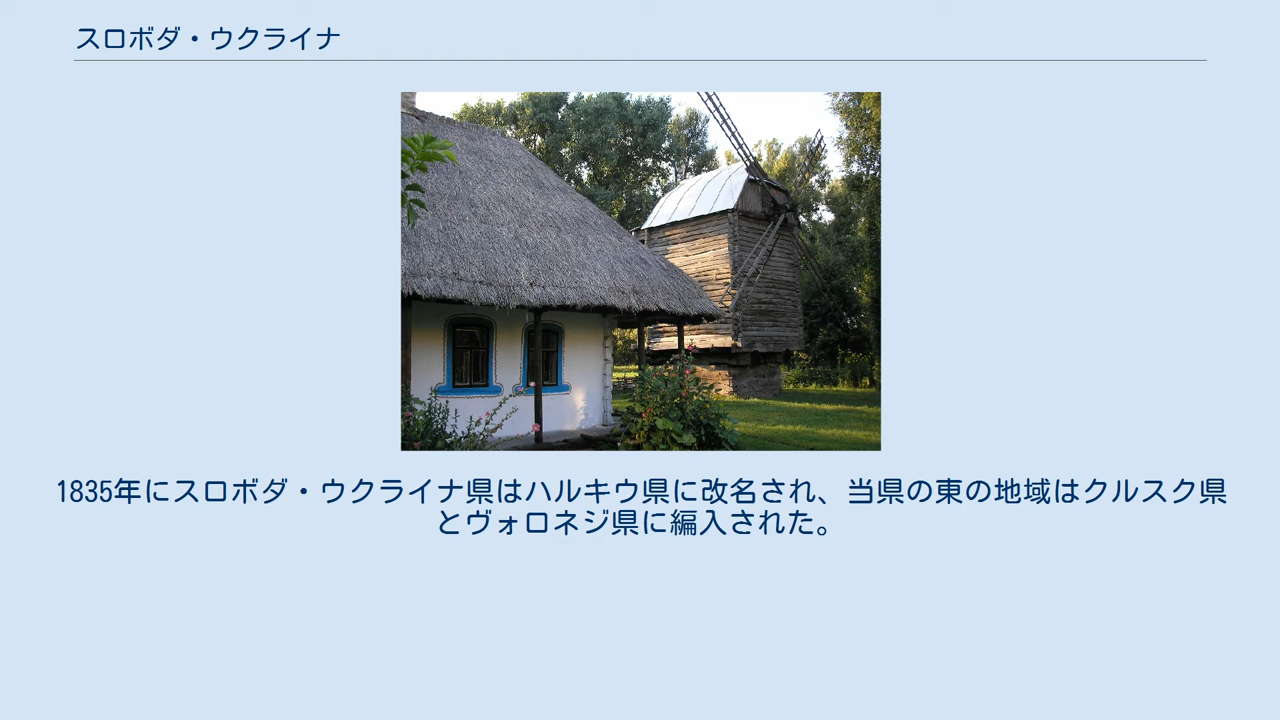 スロボダ・ウクライナ
1835年にスロボダ・ウクライナ県はハルキウ県に改名され、当県の東の地域はクルスク県
とヴォロネジ県に編入された。